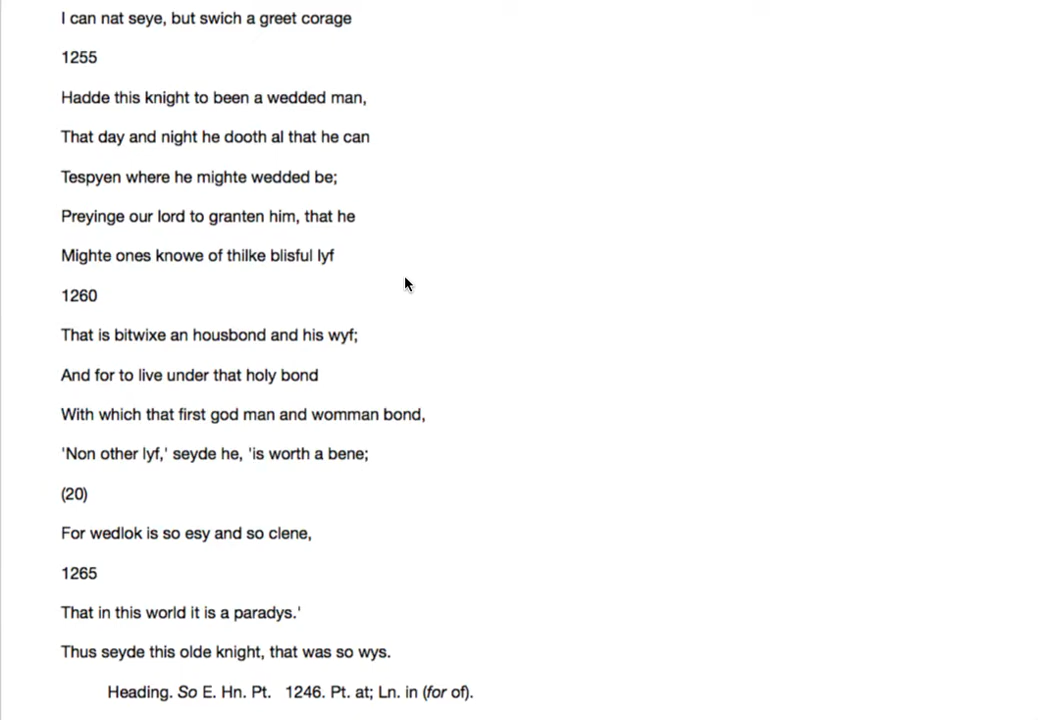 I can nat seye, but swich a greet corage
1255
Hadde this knight to been a wedded man,
That day and night he dooth al that he can
Tespyen where he mighte wedded be;
Preyinge our lord to granten him, that he
Mighte ones knowe of thilke blisful lyf
1260
That is bitwixe an housbond and his wyf;
And for to live under that holy bond
With which that first god man and womman bond,
'Non other lyf,' seyde he, 'is worth a bene;
(20)
For wedlok is so esy and so clene,
1265
That in this world it is a paradys.'
Thus seyde this olde knight, that was so wys.
Heading. So E. Hn. Pt. 1246. Pt. at; Ln. in (for of).